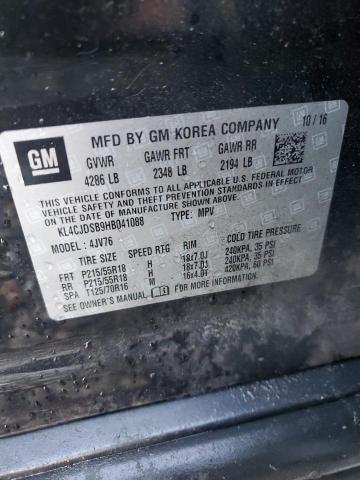 GM
MFD BY GM KOREA COMPANY 10/16
GVWR GAWR FRT GAWR RR
4286 LB 2348 LB 2194 LB
THIS VEHICLE CONFORMS TO ALL APPLICABLE U.S. FEDERAL MOTOR
VEHICLE SAFETY STANDARDS IN EFFECT ON THE DATE OF
MANUFACTURE SHOWN ABOVE.
KL4CJDSB9HB041088 TYPE: MPV
MODEL: 4JV76
TIRE SIZE SPEED RTG RIM COLD TIRE PRESSURE
FRT P215/55R18 H 18x7.0J 240KPA, 35 PSI
RR P215/55R18 H 18x7.0J 240KPA, 35 PSI
SPA T125/70R16 M 16x4.0T 420KPA, 60 PSI
SEE OWNER'S MANUAL FOR MORE INFORMATION.